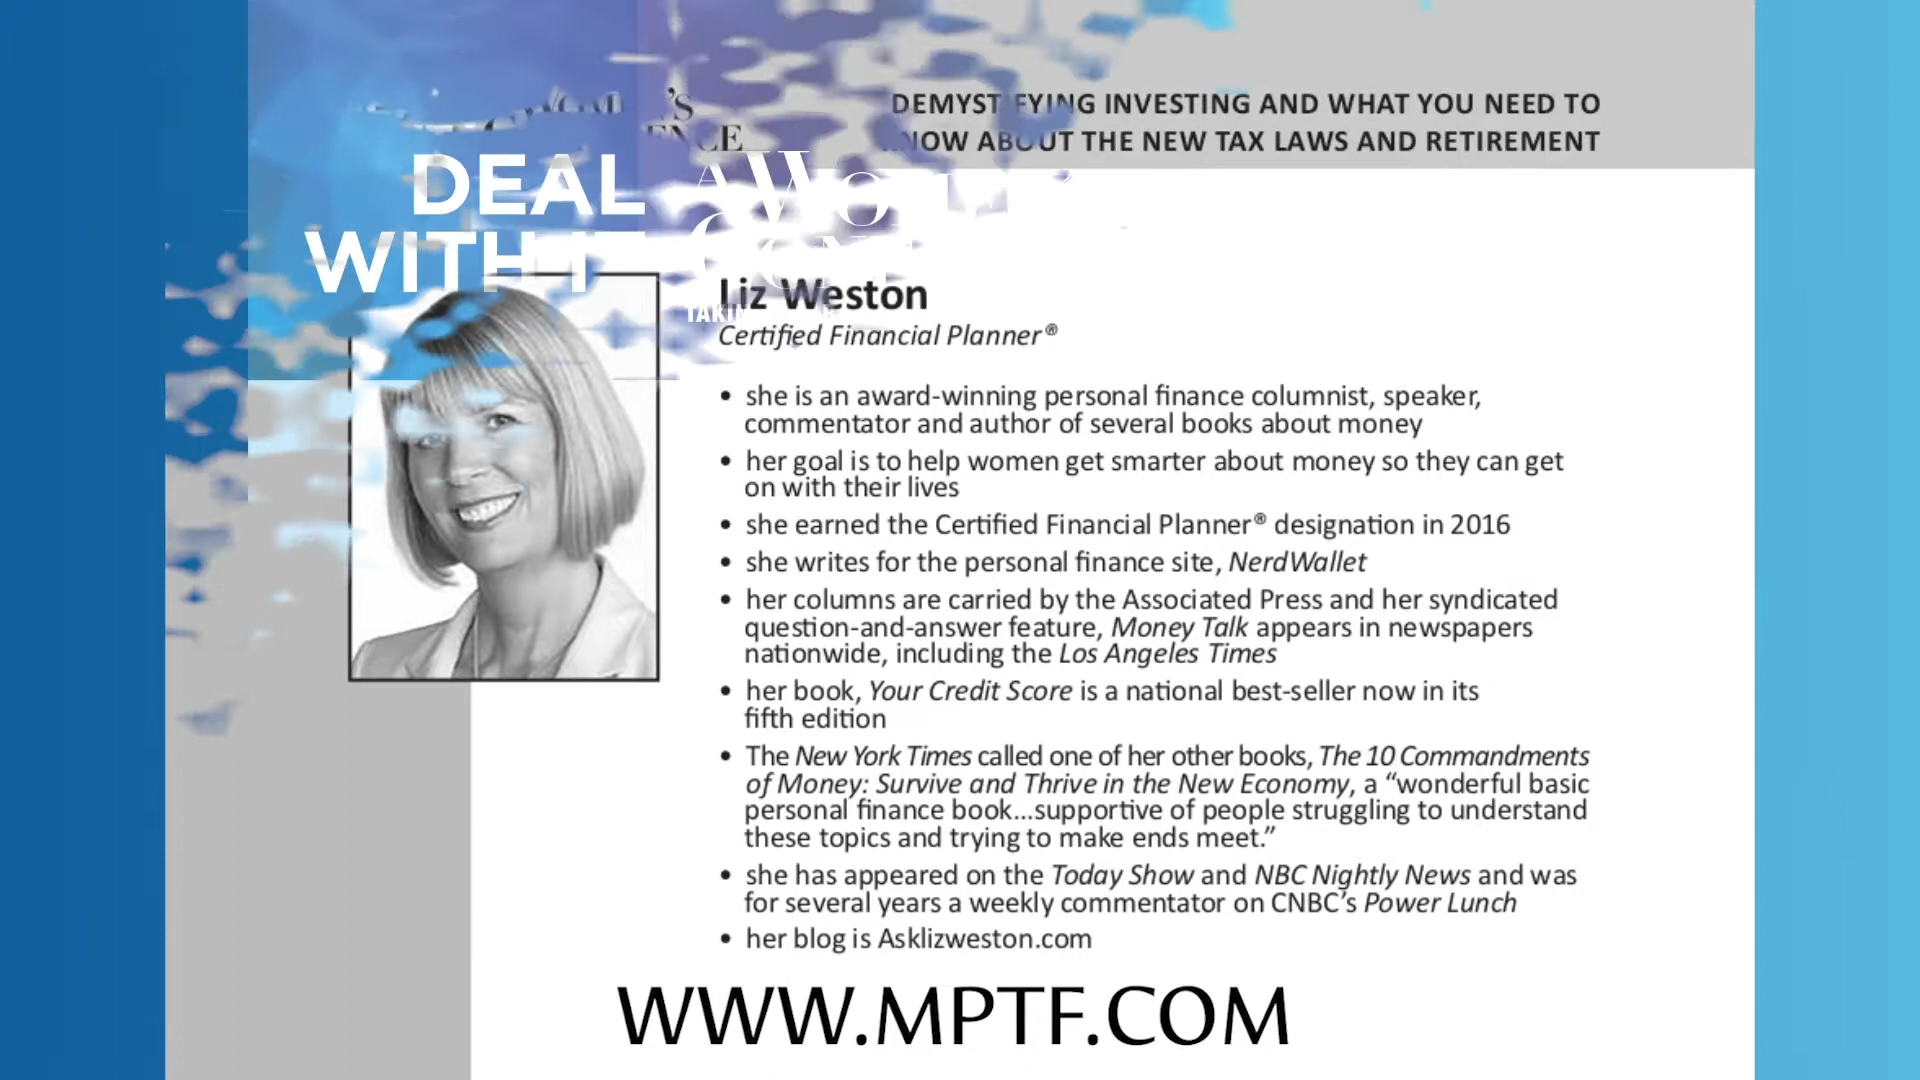 DEMYSTIFYING INVESTING AND WHAT YOU NEED TO
KNOW ABOUT THE NEW TAX LAWS AND RETIREMENT
DEAL
WITH IT
Liz Weston
Certified Financial Planner®
• she is an award-winning personal finance columnist, speaker,
commentator and author of several books about money
• her goal is to help women get smarter about money so they can get
on with their lives
• she earned the Certified Financial Planner® designation in 2016
• she writes for the personal finance site, NerdWallet
• her columns are carried by the Associated Press and her syndicated
question-and-answer feature, Money Talk appears in newspapers
nationwide, including the Los Angeles Times
• her book, Your Credit Score is a national best-seller now in its
fifth edition
• The New York Times called one of her other books, The 10 Commandments
of Money: Survive and Thrive in the New Economy, a “wonderful basic
personal finance book...supportive of people struggling to understand
these topics and trying to make ends meet.”
• she has appeared on the Today Show and NBC Nightly News and was
for several years a weekly commentator on CNBC’s Power Lunch
• her blog is Asklizweston.com
WWW.MPTF.COM